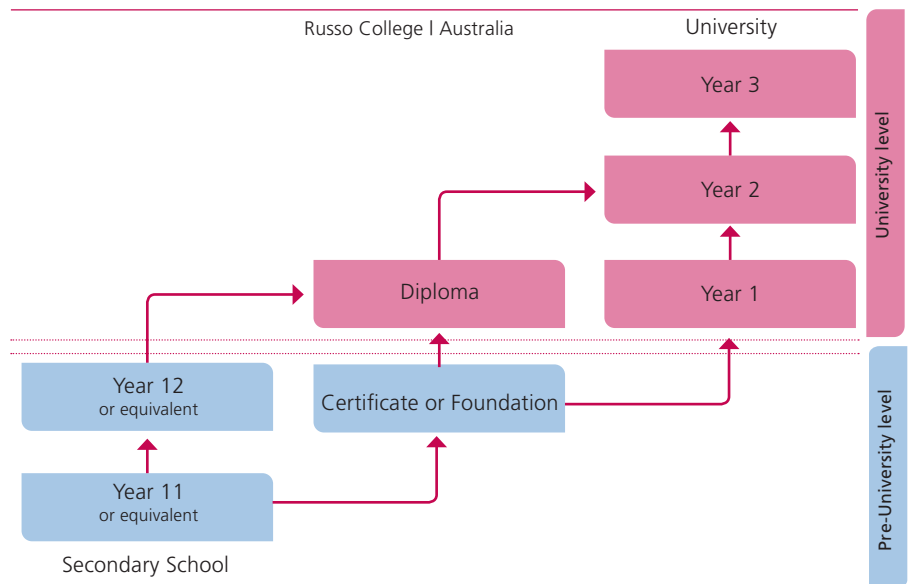 Russo College I Australia
University
Year 3
Year 2
Diploma
Year 1
Year 12
or equivalent
Certificate or Foundation
Year 11
or equivalent
Secondary School
University level
Pre-University level